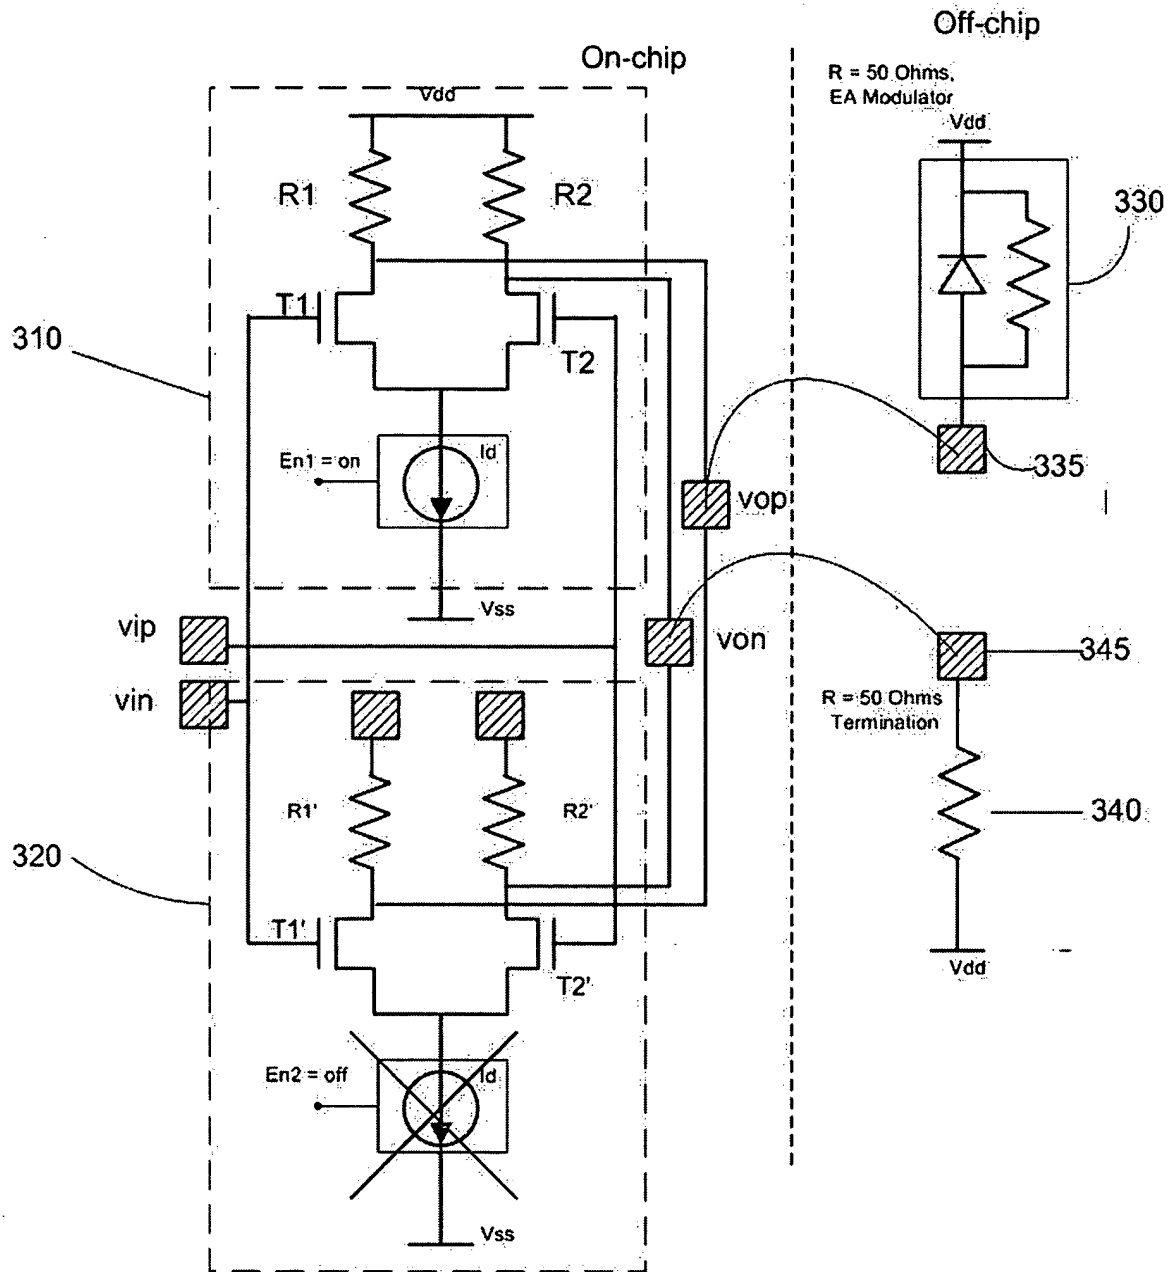 Off-chip
On-chip
R = 50 Ohms,
EA Modulator
Vdd
Vdd
R1
R2
330
T1
T2
310
En1 = on
Id
335
vop
Vss
vip
von
345
vin
R = 50 Ohms
Termination
R1'
R2'
340
320
T1'
T2'
Vdd
En2 = off
Id
Vss